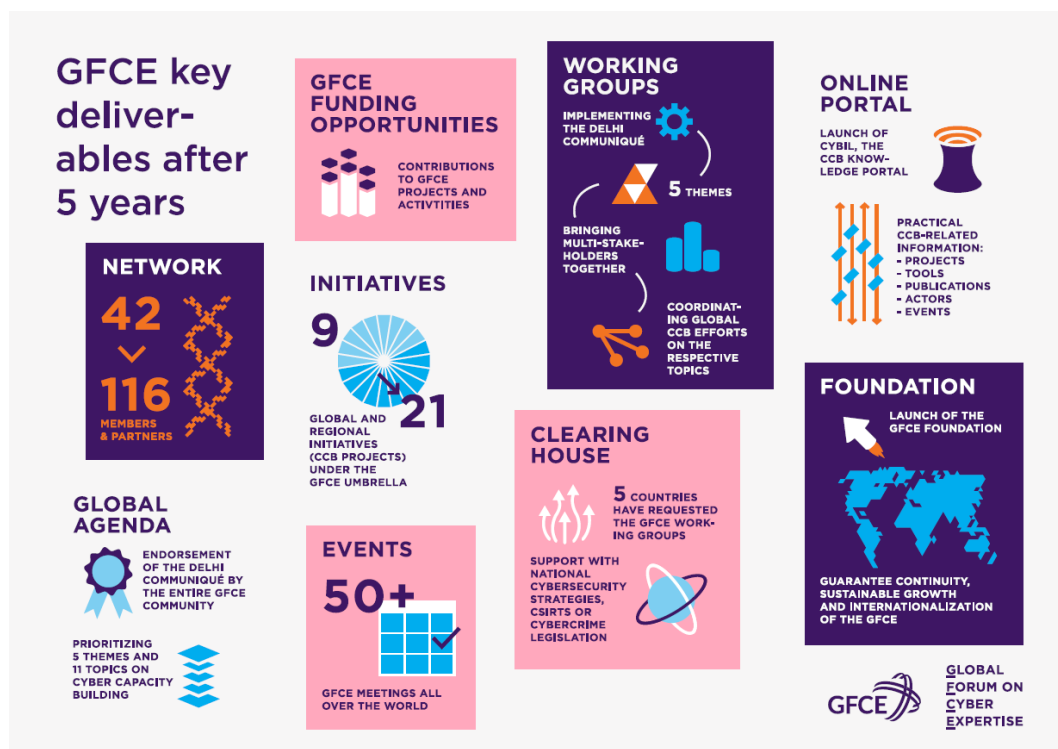 GFCE key
deliver-
ables after
5 years
NETWORK
42
116
MEMBERS
& PARTNERS
GLOBAL
AGENDA
ENDORSEMENT
OF THE DELHI
COMMUNIQUÉ BY
THE ENTIRE GFCE
COMMUNITY
PRIORITIZING
5 THEMES AND
11 TOPICS ON
CYBER CAPACITY
BUILDING
GFCE
FUNDING
OPPORTUNITIES
CONTRIBUTIONS
TO GFCE
PROJECTS AND
ACTIVTITIES
INITIATIVES
9
21
GLOBAL AND
REGIONAL
INITIATIVES
(CCB PROJECTS)
UNDER THE
GFCE UMBRELLA
EVENTS
50+
GFCE MEETINGS ALL
OVER THE WORLD
WORKING
GROUPS
IMPLEMENTING
THE DELHI
COMMUNIQUÉ
5 THEMES
BRINGING
MULTI-STAKE-
HOLDERS
TOGETHER
COORDINAT-
ING GLOBAL
CCB EFFORTS
ON THE
RESPECTIVE
TOPICS
CLEARING
HOUSE
5 COUNTRIES
HAVE REQUESTED
THE GFCE WORK-
ING GROUPS
SUPPORT WITH
NATIONAL
CYBERSECURITY
STRATEGIES,
CSIRTS OR
CYBERCRIME
LEGISLATION
ONLINE
PORTAL
LAUNCH OF
CYBIL, THE
CCB KNOW-
LEDGE PORTAL
PRACTICAL
CCB-RELATED
INFORMATION:
- PROJECTS
- TOOLS
- PUBLICATIONS
- ACTORS
- EVENTS
FOUNDATION
LAUNCH OF THE
GFCE FOUNDATION
GUARANTEE CONTINUITY,
SUSTAINABLE GROWTH
AND INTERNATIONALIZATION
OF THE GFCE
GFCE
GLOBAL
FORUM ON
CYBER
EXPERTISE